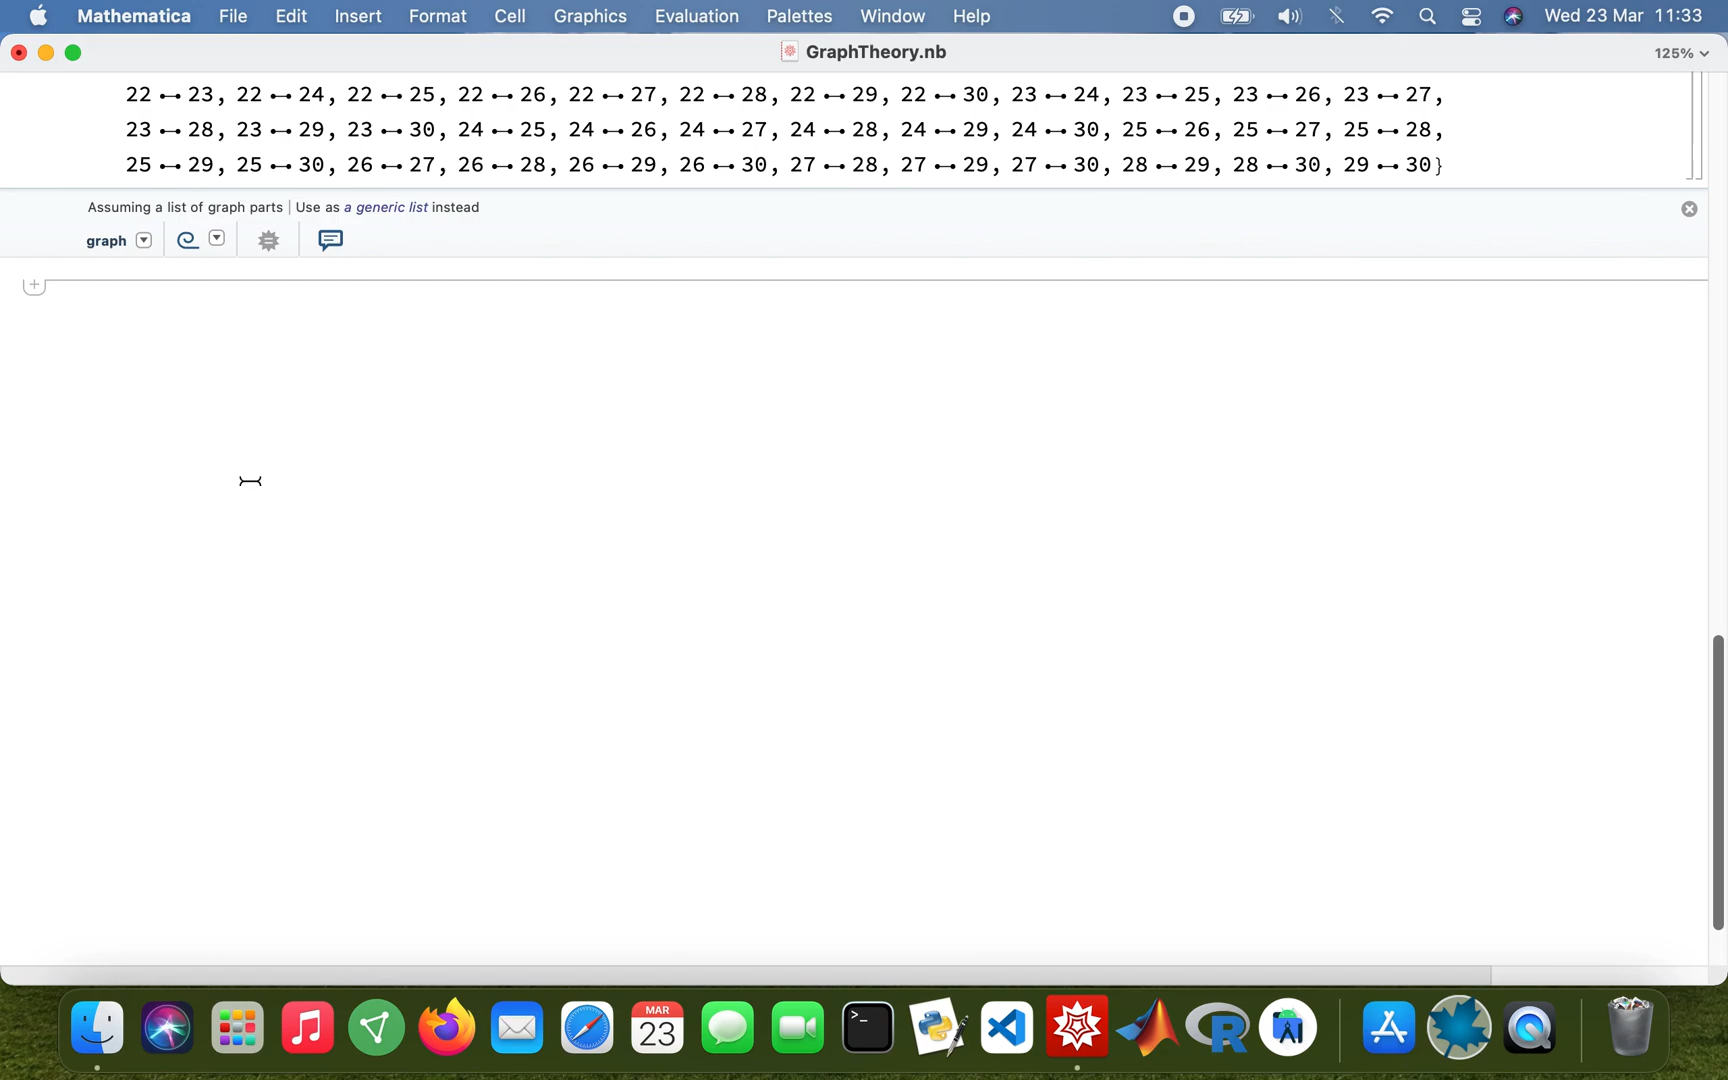 Mathematica File Edit Insert Format Cell Graphics Evaluation Palettes Window Help Wed 23 Mar 11:33
GraphTheory.nb 125%
22 ↔ 23, 22 ↔ 24, 22 ↔ 25, 22 ↔ 26, 22 ↔ 27, 22 ↔ 28, 22 ↔ 29, 22 ↔ 30, 23 ↔ 24, 23 ↔ 25, 23 ↔ 26, 23 ↔ 27,
23 ↔ 28, 23 ↔ 29, 23 ↔ 30, 24 ↔ 25, 24 ↔ 26, 24 ↔ 27, 24 ↔ 28, 24 ↔ 29, 24 ↔ 30, 25 ↔ 26, 25 ↔ 27, 25 ↔ 28,
25 ↔ 29, 25 ↔ 30, 26 ↔ 27, 26 ↔ 28, 26 ↔ 29, 26 ↔ 30, 27 ↔ 28, 27 ↔ 29, 27 ↔ 30, 28 ↔ 29, 28 ↔ 30, 29 ↔ 30}
Assuming a list of graph parts | Use as a generic list instead
graph
MAR
23